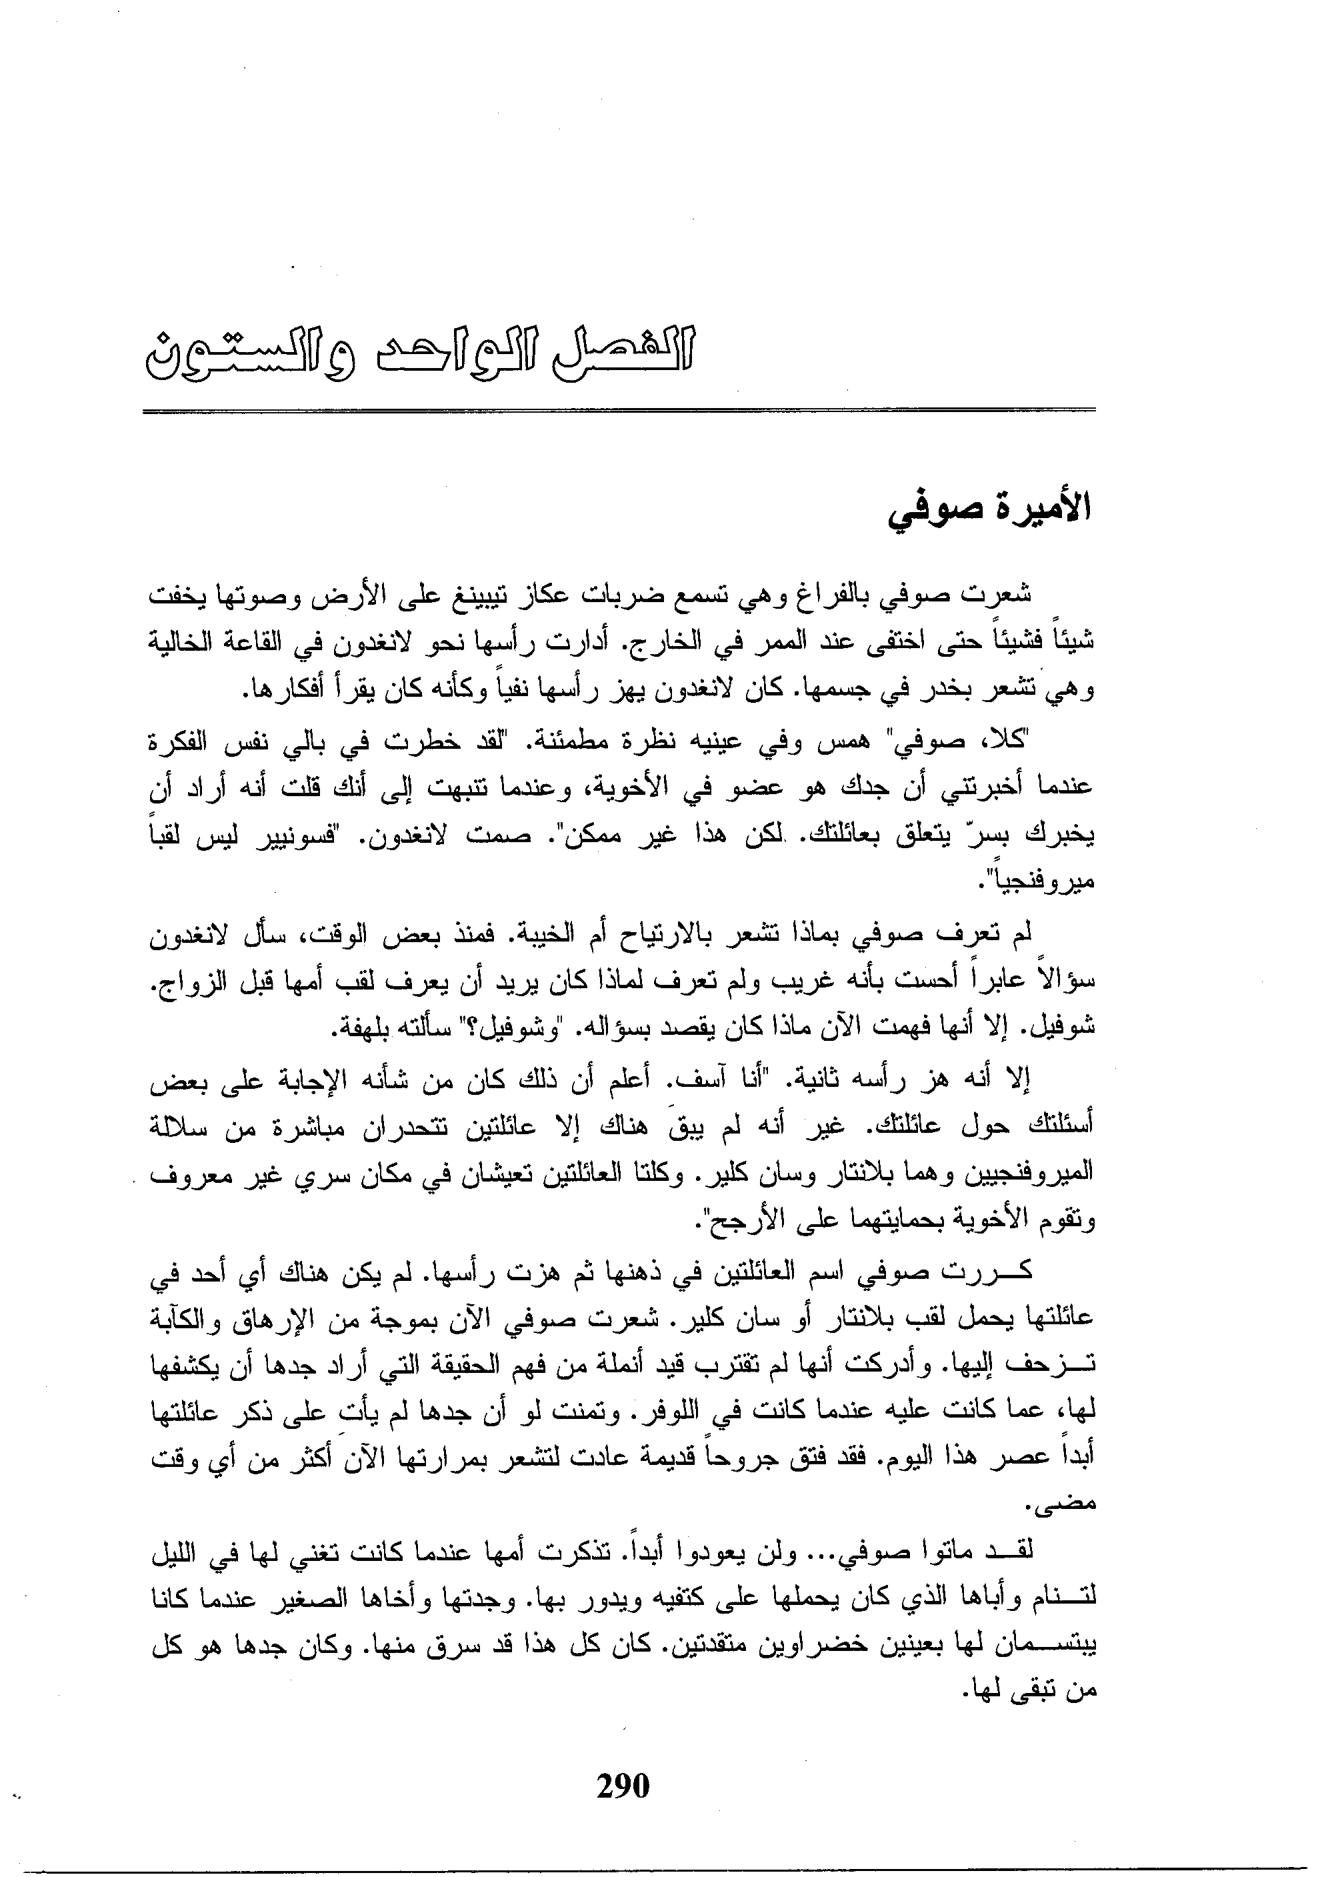 الفصل الواحد والستون
الأميرة صوفي
شعرت صوفي بالفراغ وهي تسمع ضربات عكاز تيبينغ على الأرض وصوتها يخفت
شيئاً فشيئاً حتى اختفى عند الممر في الخارج. أدارت رأسها نحو لانغدون في القاعة الخالية
وهي تشعر بخدر في جسمها. كان لانغدون يهز رأسها نفياً وكأنه كان يقرأ أفكارها.
"كلا، صوفي" همس وفي عينيه نظرة مطمئنة. "لقد خطرت في بالي نفس الفكرة
عندما أخبرتني أن جدك هو عضو في الأخوية، وعندما تنبهت إلى أنك قلت أنه أراد أن
يخبرك بسرّ يتعلق بعائلتك. لكن هذا غير ممكن". صمت لانغدون. "فسونيير ليس لقباً
ميروفنجياً".
لم تعرف صوفي بماذا تشعر بالارتياح أم الخيبة. فمنذ بعض الوقت، سأل لانغدون
سؤالاً عابراً أحست بأنه غريب ولم تعرف لماذا كان يريد أن يعرف لقب أمها قبل الزواج.
شوفيل. إلا أنها فهمت الآن ماذا كان يقصد بسؤاله. "وشوفيل؟" سألته بلهفة.
إلا أنه هز رأسه ثانية. "أنا آسف. أعلم أن ذلك كان من شأنه الإجابة على بعض
أسئلتك حول عائلتك. غير أنه لم يبقَ هناك إلا عائلتين تتحدران مباشرة من سلالة
الميروفنجيين وهما بلانتار وسان كلير. وكلتا العائلتين تعيشان في مكان سري غير معروف
وتقوم الأخوية بحمايتهما على الأرجح".
كــررت صوفي اسم العائلتين في ذهنها ثم هزت رأسها. لم يكن هناك أي أحد في
عائلتها يحمل لقب بلانتار أو سان كلير. شعرت صوفي الآن بموجة من الإرهاق والكآبة
تــزحف إليها. وأدركت أنها لم تقترب قيد أنملة من فهم الحقيقة التي أراد جدها أن يكشفها
لها، عما كانت عليه عندما كانت في اللوفر. وتمنت لو أن جدها لم يأتِ على ذكر عائلتها
أبداً عصر هذا اليوم. فقد فتق جروحاً قديمة عادت لتشعر بمرارتها الآن أكثر من أي وقت
مضى.
لقــد ماتوا صوفي... ولن يعودوا أبداً. تذكرت أمها عندما كانت تغني لها في الليل
لتــنام وأباها الذي كان يحملها على كتفيه ويدور بها. وجدتها وأخاها الصغير عندما كانا
يبتســمان لها بعينين خضراوين متقدتين. كان كل هذا قد سرق منها. وكان جدها هو كل
من تبقى لها.
290